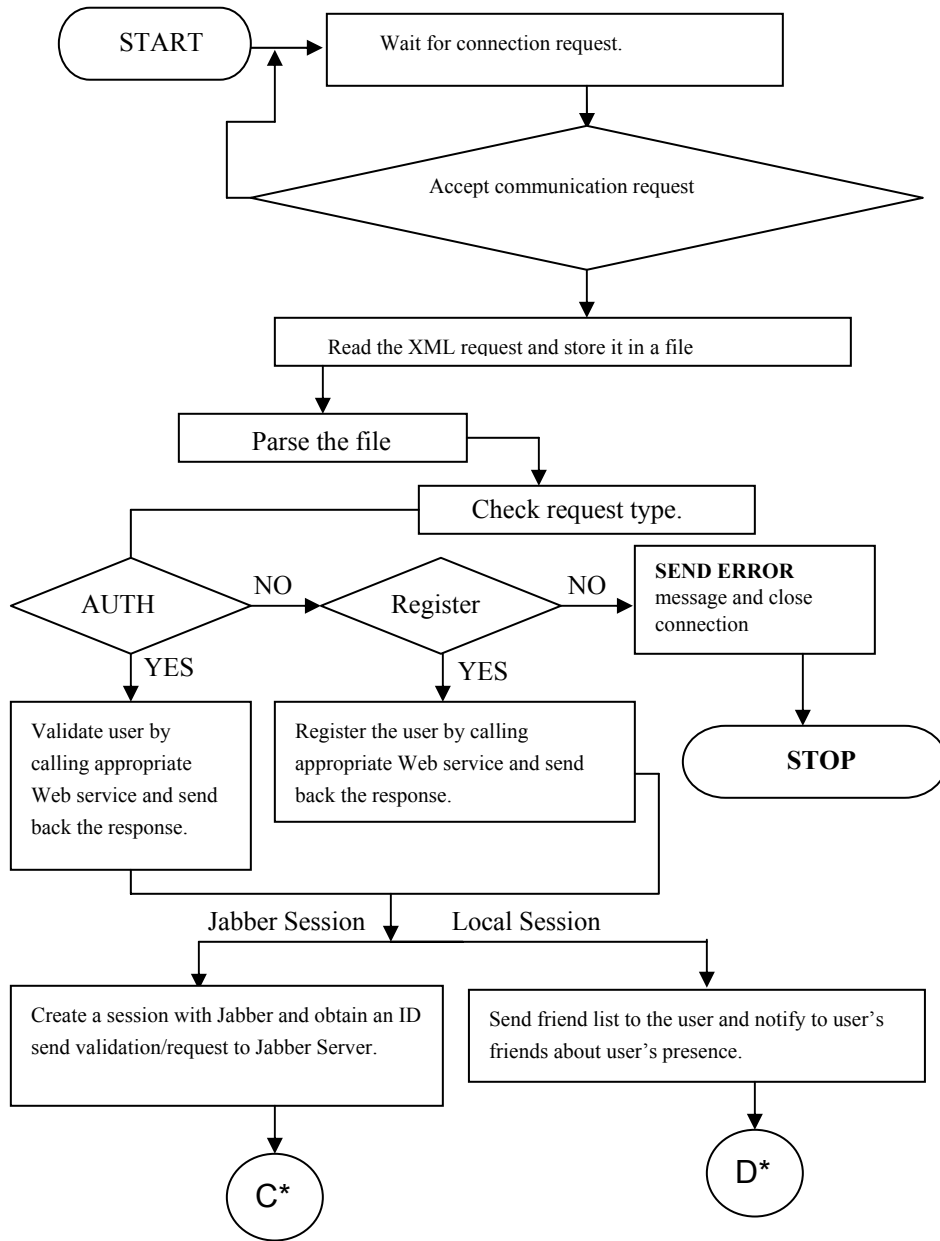 START
Wait for connection request.
Accept communication request
Read the XML request and store it in a file
Parse the file
Check request type.
AUTH
NO
Register
NO
SEND ERROR
message and close
connection
YES
YES
Validate user by
calling appropriate
Web service and send
back the response.
Register the user by calling
appropriate Web service and send
back the response.
STOP
Jabber Session
Local Session
Create a session with Jabber and obtain an ID
send validation/request to Jabber Server.
Send friend list to the user and notify to user’s
friends about user’s presence.
C*
D*